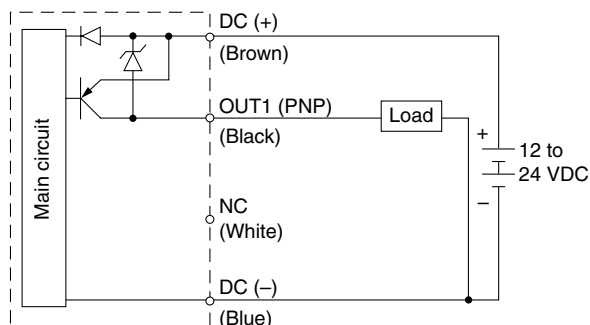 DC (+)
(Brown)
Main circuit
OUT1 (PNP)
(Black)
Load
+
12 to
24 VDC
–
NC
(White)
DC (–)
(Blue)